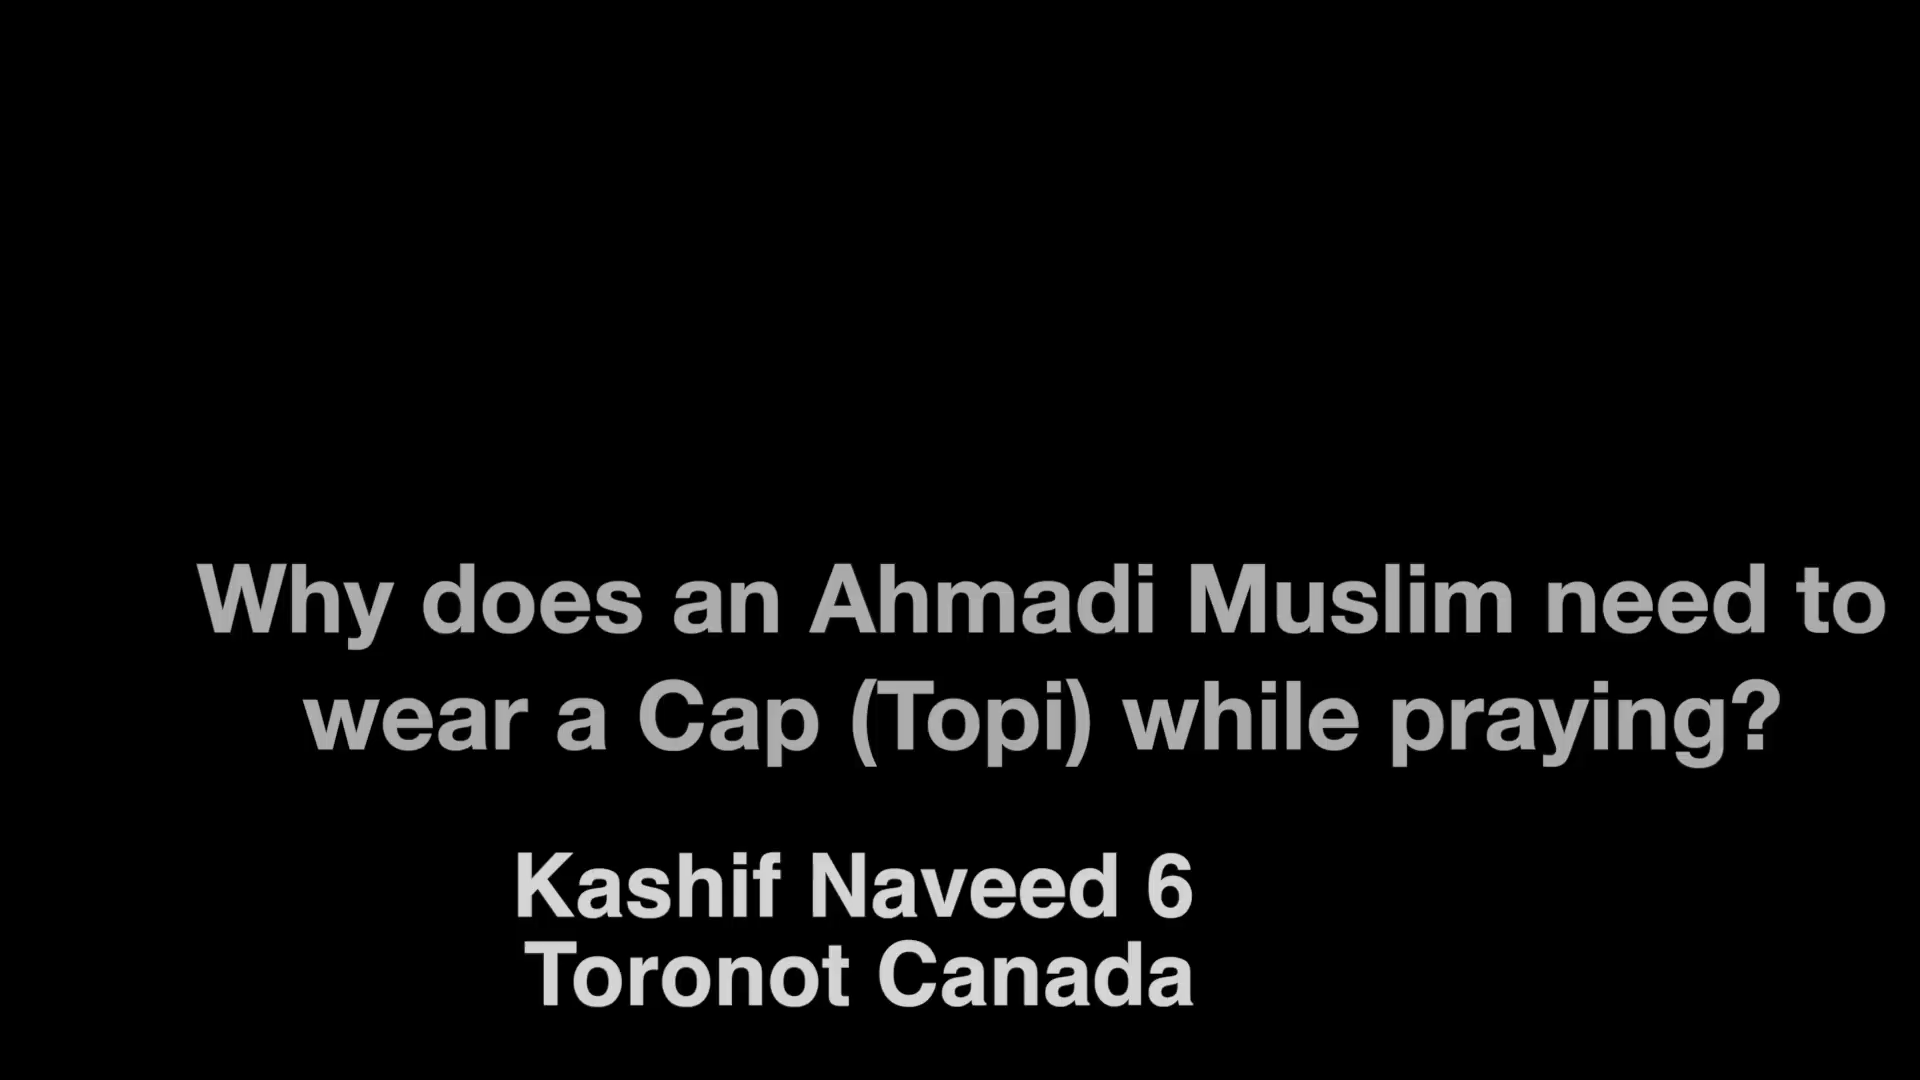 Why does an Ahmadi Muslim need to
wear a Cap (Topi) while praying?
Kashif Naveed 6
Toronot Canada